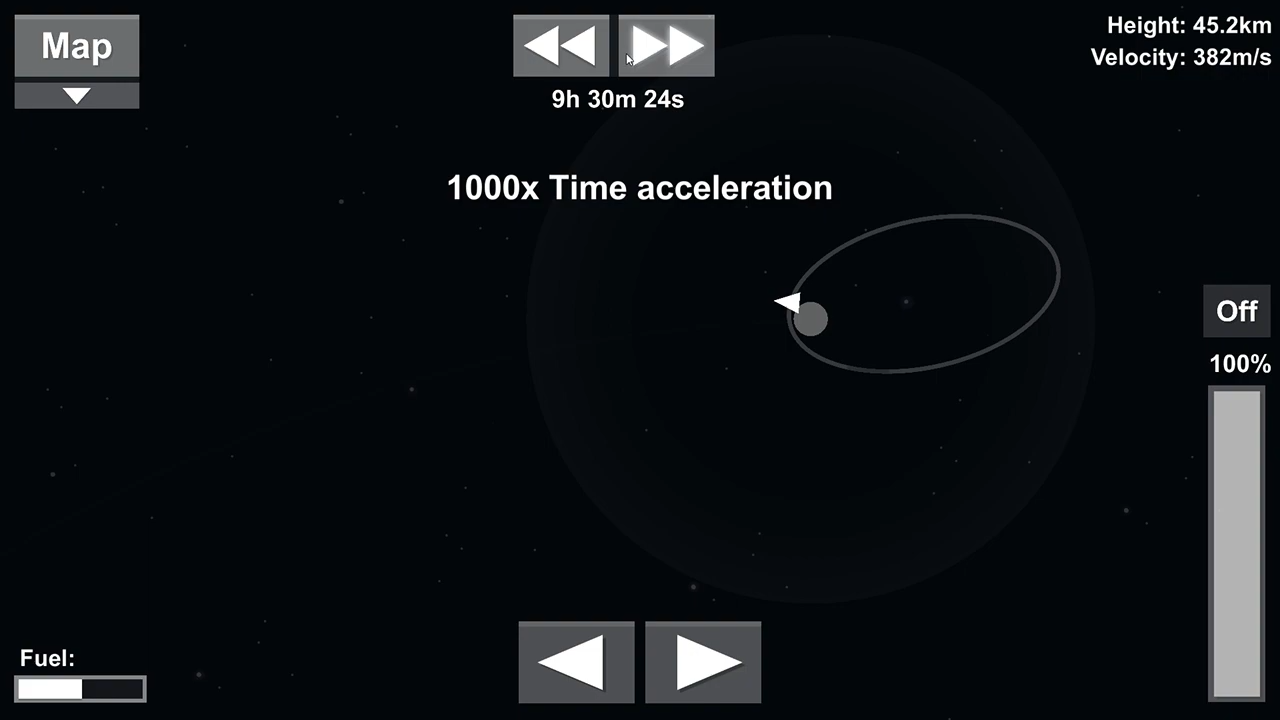 Map
9h 30m 24s
Height: 45.2km
Velocity: 382m/s
1000x Time acceleration
Off
100%
Fuel: